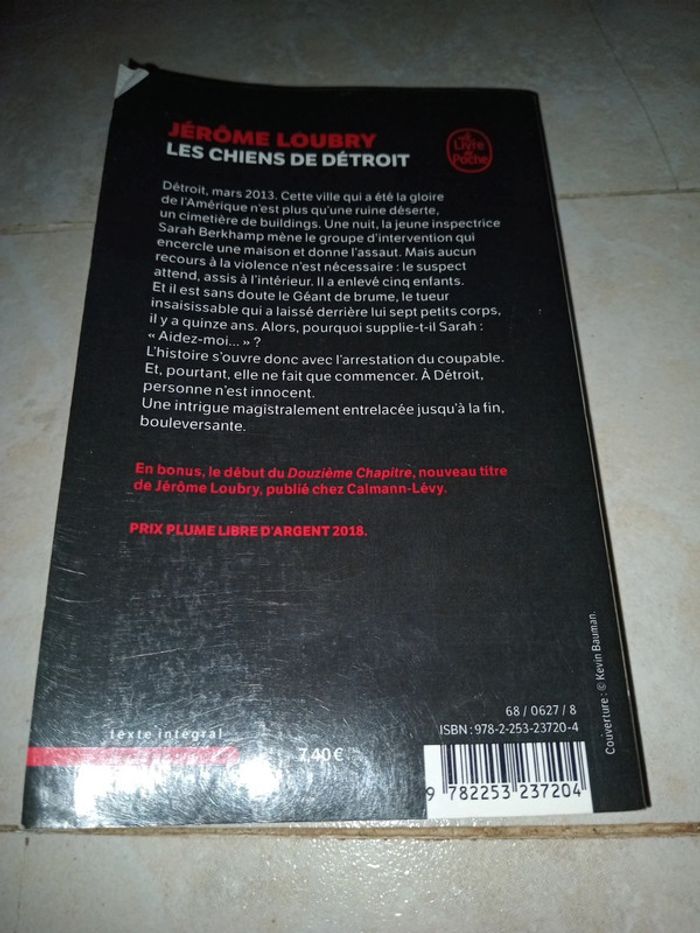 JÉRÔME LOUBRY
LES CHIENS DE DÉTROIT
Le
Livre
de
Poche
Détroit, mars 2013. Cette ville qui a été la gloire
de l'Amérique n'est plus qu'une ruine déserte,
un cimetière de buildings. Une nuit, la jeune inspectrice
Sarah Berkhamp mène le groupe d'intervention qui
encercle une maison et donne l'assaut. Mais aucun
recours à la violence n'est nécessaire : le suspect
attend, assis à l'intérieur. Il a enlevé cinq enfants.
Et il est sans doute le Géant de brume, le tueur
insaisissable qui a laissé derrière lui sept petits corps,
il y a quinze ans. Alors, pourquoi supplie-t-il Sarah :
« Aidez-moi... » ?
L'histoire s'ouvre donc avec l'arrestation du coupable.
Et, pourtant, elle ne fait que commencer. À Détroit,
personne n'est innocent.
Une intrigue magistralement entrelacée jusqu'à la fin,
bouleversante.
En bonus, le début du Douzième Chapitre, nouveau titre
de Jérôme Loubry, publié chez Calmann-Lévy.
PRIX PLUME LIBRE D'ARGENT 2018.
texte intégral
7,40 €
68 / 0627 / 8
ISBN : 978-2-253-23720-4
9 782253 237204
Couverture : © Kevin Bauman.